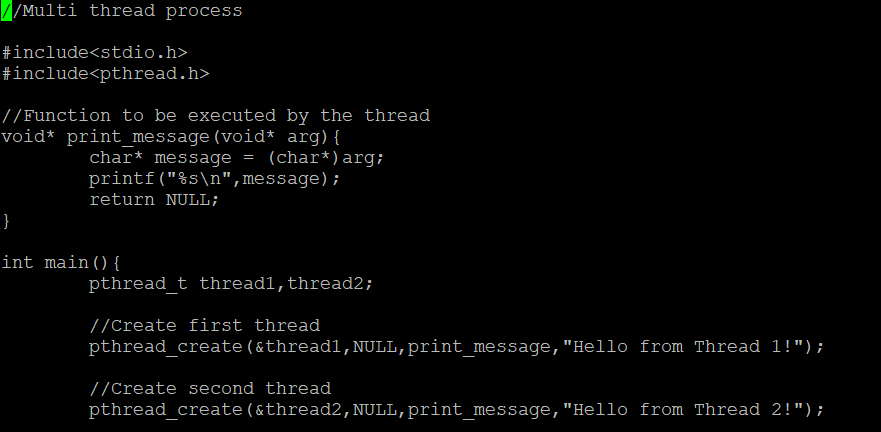 //Multi thread process
#include<stdio.h>
#include<pthread.h>
//Function to be executed by the thread
void* print_message(void* arg){
        char* message = (char*)arg;
        printf("%s\n",message);
        return NULL;
}
int main(){
        pthread_t thread1,thread2;
        //Create first thread
        pthread_create(&thread1,NULL,print_message,"Hello from Thread 1!");
        //Create second thread
        pthread_create(&thread2,NULL,print_message,"Hello from Thread 2!");